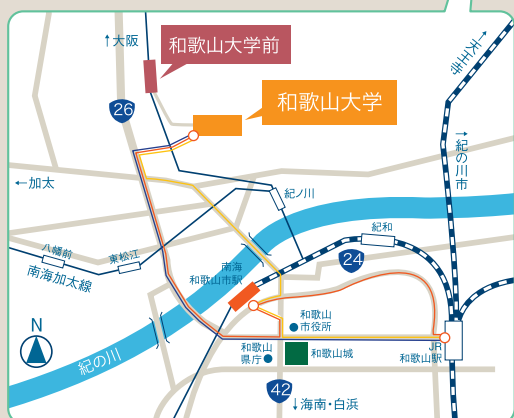 ↑大阪
和歌山大学前
→天王寺
26
和歌山大学
→
紀の川市
←加太
紀ノ川
八幡前
東松江
南海加太線
南海
和歌山市駅
紀和
24
和歌山
市役所
N
紀の川
和歌山
県庁
和歌山城
JR
和歌山駅
42
↓海南・白浜